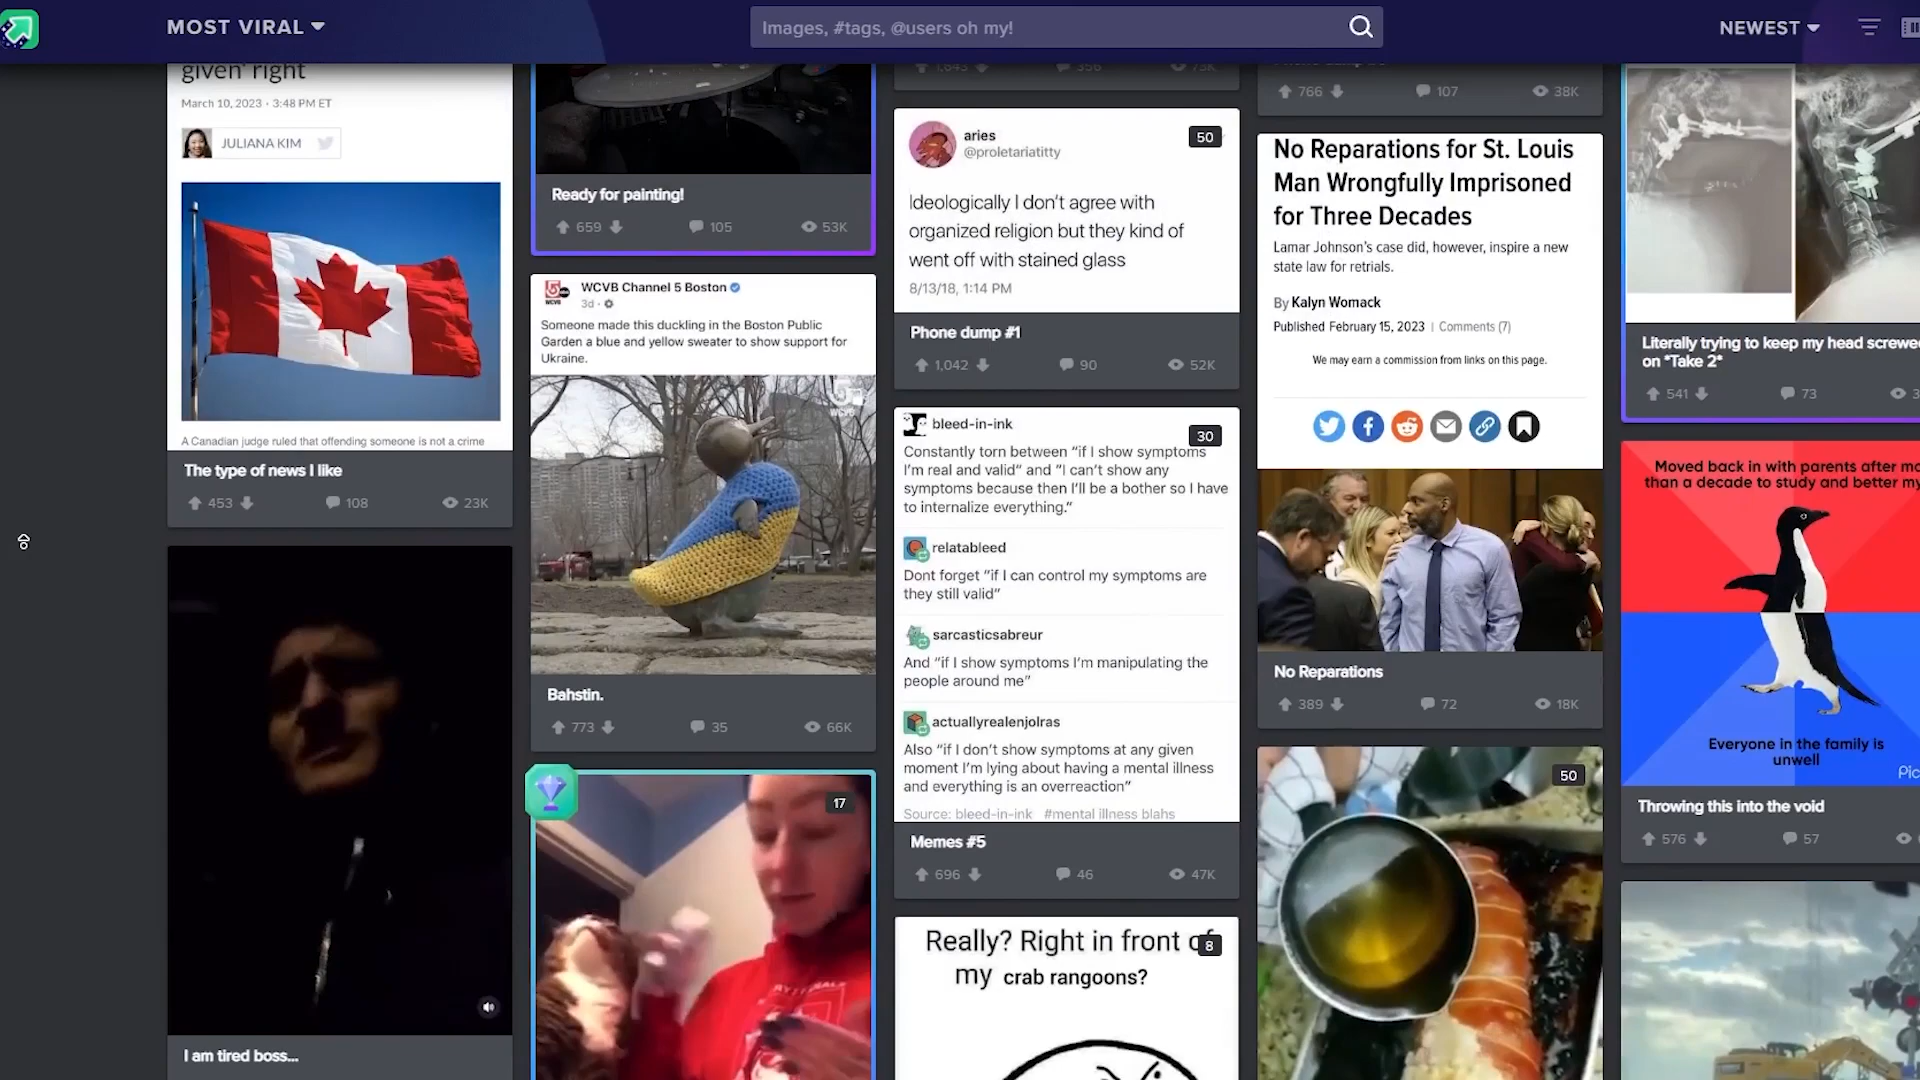 MOST VIRAL
Images, #tags, @users oh my!
NEWEST
given' right
March 10, 2023 • 3:48 PM ET
JULIANA KIM
A Canadian judge ruled that offending someone is not a crime
The type of news I like
453
108
23K
I am tired boss...
Ready for painting!
659
105
53K
WCVB Channel 5 Boston
3d
Someone made this duckling in the Boston Public
Garden a blue and yellow sweater to show support for
Ukraine.
5
WCVB
Bahstin.
773
35
66K
17
1,643
356
73K
aries
@proletariatitty
50
Ideologically I don't agree with
organized religion but they kind of
went off with stained glass
8/13/18, 1:14 PM
Phone dump #1
1,042
90
52K
bleed-in-ink
30
Constantly torn between "if I show symptoms
I'm real and valid" and "I can't show any
symptoms because then I'll be a bother so I have
to internalize everything."
relatableed
Dont forget "if I can control my symptoms are
they still valid"
sarcasticsabreur
And "if I show symptoms I'm manipulating the
people around me"
actuallyrealenjolras
Also "if I don't show symptoms at any given
moment I'm lying about having a mental illness
and everything is an overreaction"
Source: bleed-in-ink #mental illness blahs
Memes #5
696
46
47K
Really? Right in front of
8
my crab rangoons?
766
107
38K
No Reparations for St. Louis
Man Wrongfully Imprisoned
for Three Decades
Lamar Johnson's case did, however, inspire a new
state law for retrials.
By Kalyn Womack
Published February 15, 2023 | Comments (7)
We may earn a commission from links on this page.
No Reparations
389
72
18K
50
Literally trying to keep my head screwed
on *Take 2*
541
73
3
Moved back in with parents after mo
than a decade to study and better my
Everyone in the family is
unwell
Pic
Throwing this into the void
576
57